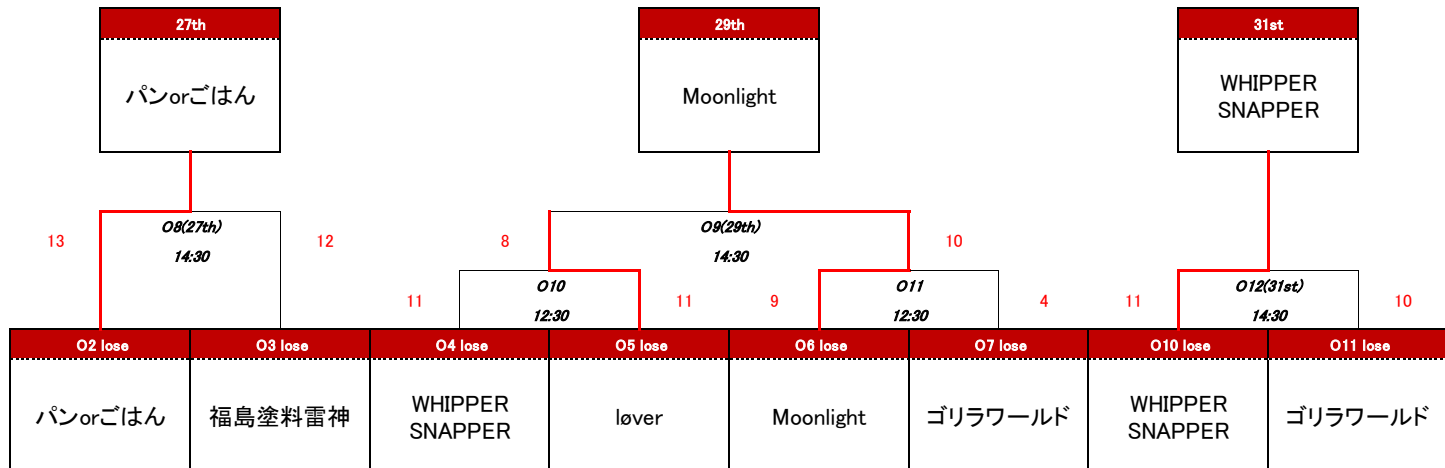 27th
29th
31st
パンorごはん
Moonlight
WHIPPER
SNAPPER
O8(27th)
O9(29th)
13
12
8
10
14:30
14:30
O10
O11
O12(31st)
11
11
9
4
11
10
12:30
12:30
14:30
O2 lose
O3 lose
O4 lose
O5 lose
O6 lose
O7 lose
O10 lose
O11 lose
パンorごはん
福島塗料雷神
WHIPPER
SNAPPER
løver
Moonlight
ゴリラワールド
WHIPPER
SNAPPER
ゴリラワールド